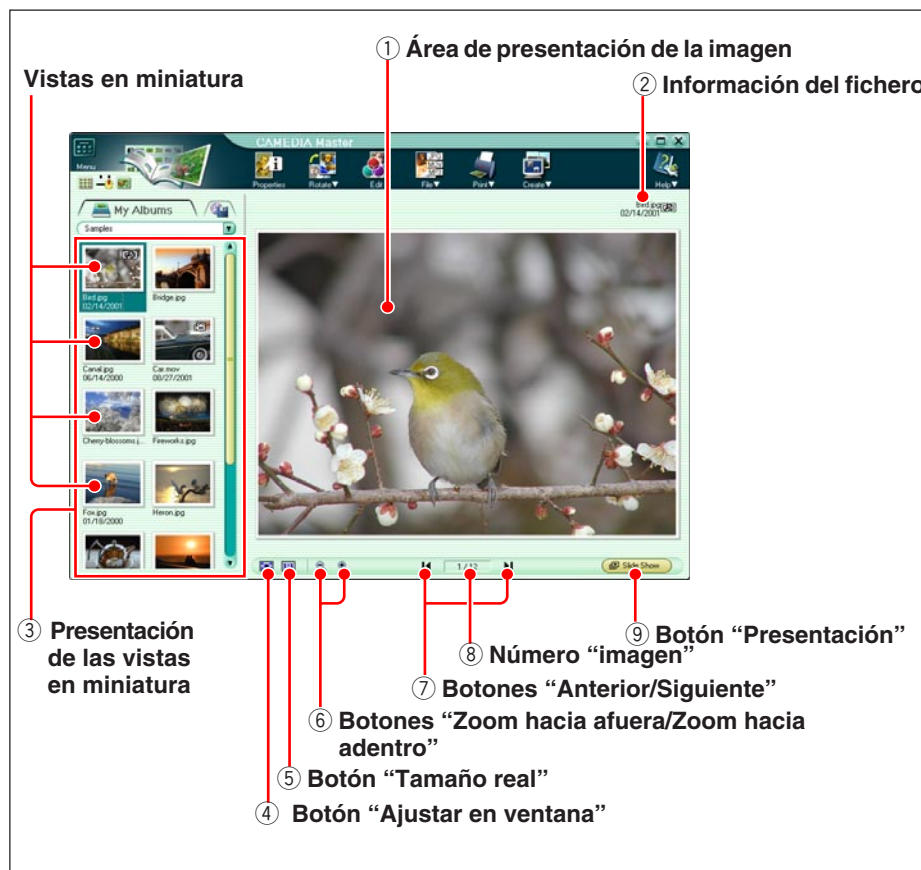 ① Área de presentación de la imagen
Vistas en miniatura
② Información del fichero
CAMEDIA Master
Menu
Properties
Rotate▼
Edit
File▼
Print▼
Create▼
Help▼
My Albums
Bird.jpg
02/14/2001
Samples
Bird.jpg
02/14/2001
Bridge.jpg
Canal.jpg
06/14/2000
Car.mov
08/27/2001
Cherry-blossoms.j...
Fireworks.jpg
Fox.jpg
01/18/2000
Heron.jpg
1 / 12
Slide Show
③ Presentación
de las vistas
en miniatura
⑨ Botón “Presentación”
⑧ Número “imagen”
⑦ Botones “Anterior/Siguiente”
⑥ Botones “Zoom hacia afuera/Zoom hacia
adentro”
⑤ Botón “Tamaño real”
④ Botón “Ajustar en ventana”